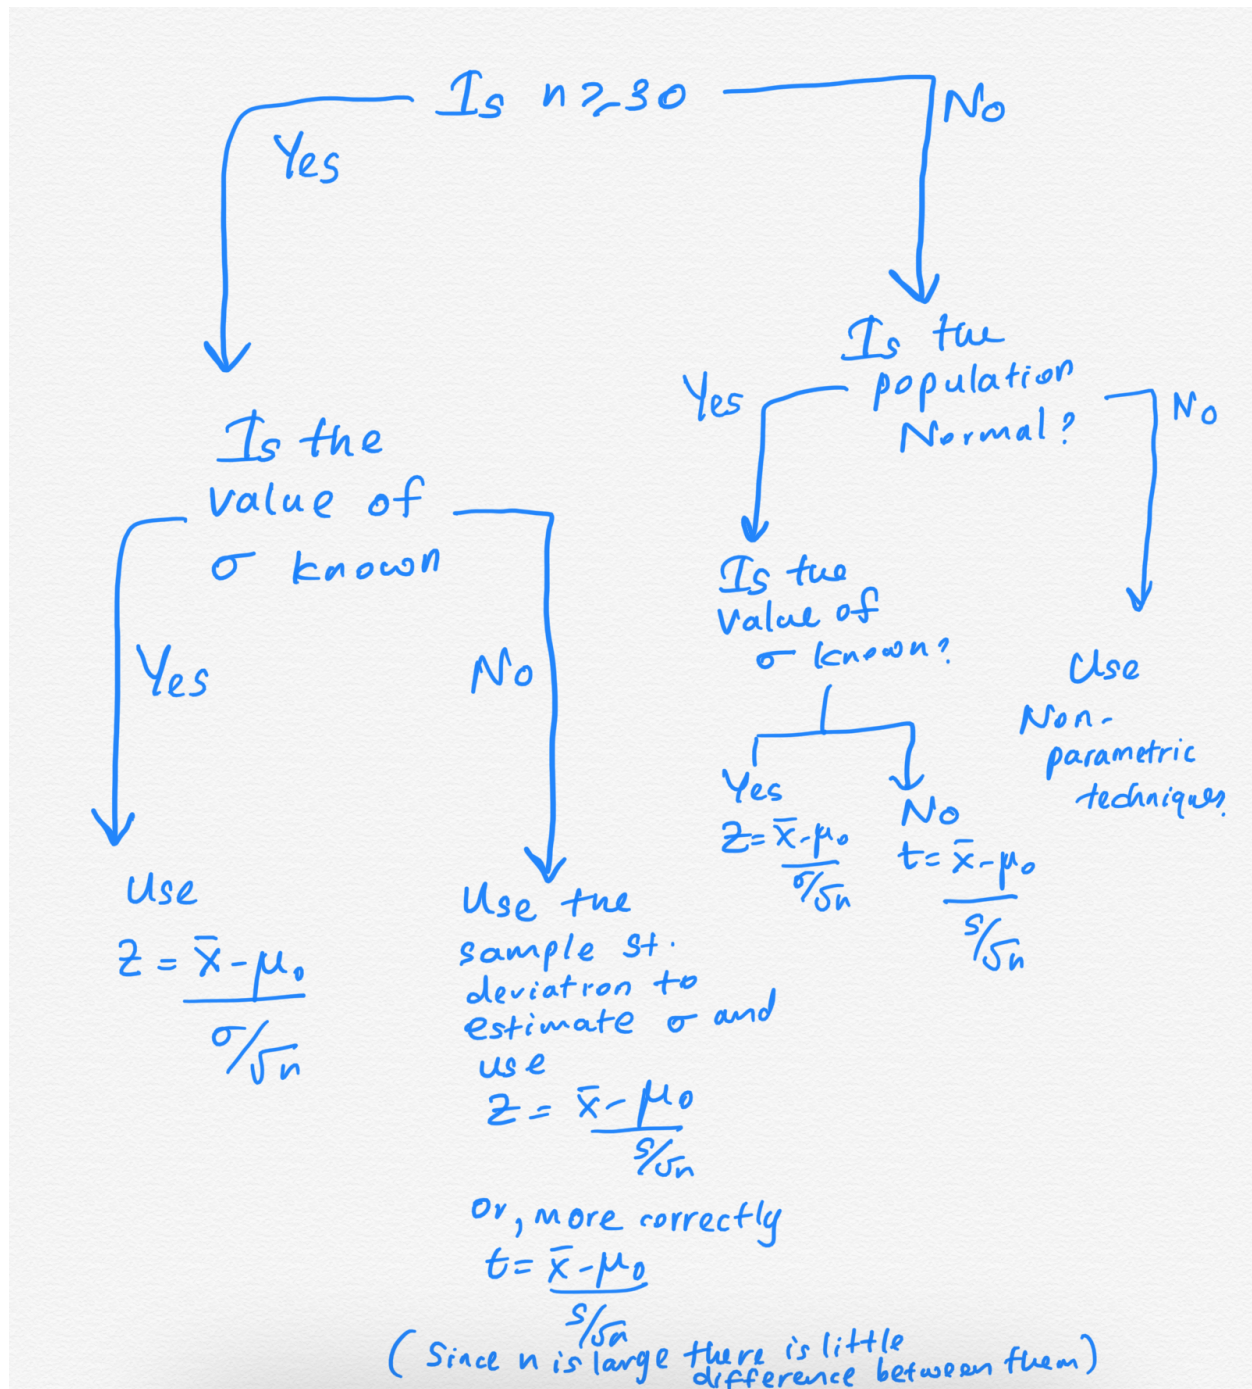 Is n ≥ 30
Yes
No
Is the
population
Normal?
Yes
No
Is the
value of
σ known
Yes
No
Is the
value of
σ known?
Yes
z = x̄ - μ₀
σ/√n
No
t = x̄ - μ₀
s/√n
Use
Non-
parametric
techniques.
Use
z = x̄ - μ₀
σ/√n
Use the
sample st.
deviation to
estimate σ and
use
z = x̄ - μ₀
s/√n
Or, more correctly
t = x̄ - μ₀
s/√n
(Since n is large there is little
difference between them)